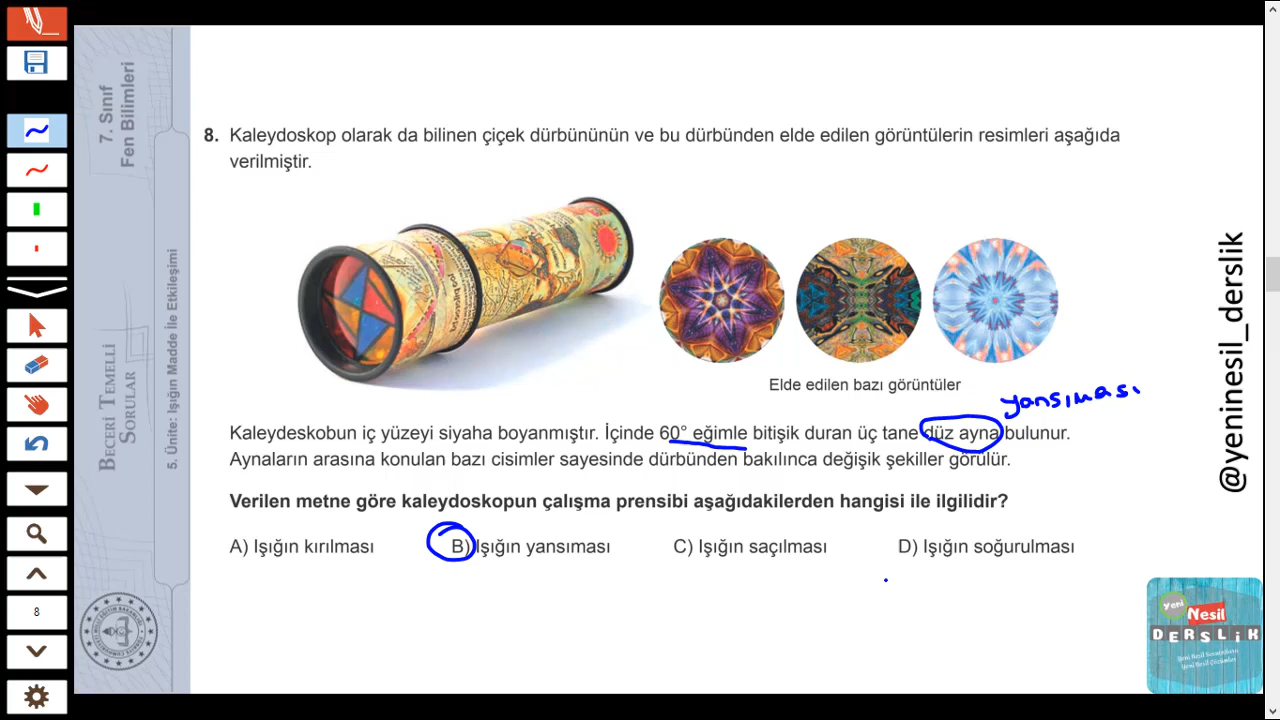 7. Sınıf
Fen Bilimleri
5. Ünite: Işığın Madde İle Etkileşimi
BECERİ TEMELLİ
SORULAR
8. Kaleydoskop olarak da bilinen çiçek dürbününün ve bu dürbünden elde edilen görüntülerin resimleri aşağıda
verilmiştir.
Elde edilen bazı görüntüler
yansıması
Kaleydeskobun iç yüzeyi siyaha boyanmıştır. İçinde 60° eğimle bitişik duran üç tane düz ayna bulunur.
Aynaların arasına konulan bazı cisimler sayesinde dürbünden bakılınca değişik şekiller görülür.
Verilen metne göre kaleydoskopun çalışma prensibi aşağıdakilerden hangisi ile ilgilidir?
A) Işığın kırılması B) Işığın yansıması C) Işığın saçılması D) Işığın soğurulması
@yeninesil_derslik
8
Yeni
Nesil
DERSLİK